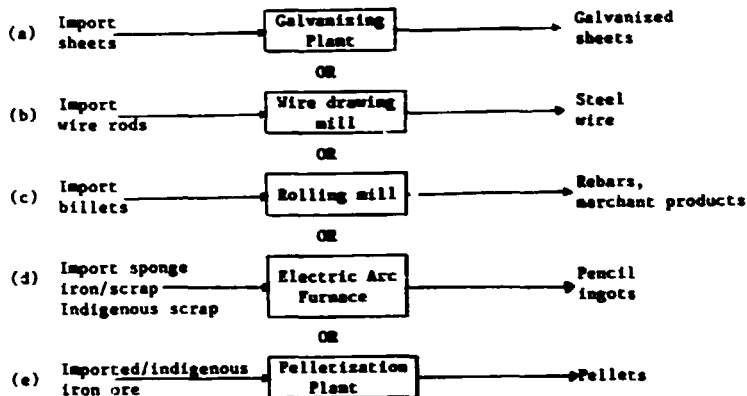 (a) Import sheets Galvanizing Plant Galvanized sheets
OR
(b) Import wire rods Wire drawing mill Steel wire
OR
(c) Import billets Rolling mill Rebars, merchant products
OR
(d) Import sponge iron/scrap Indigenous scrap Electric Arc Furnace Pencil ingots
OR
(e) Imported/indigenous iron ore Pelletization Plant Pellets